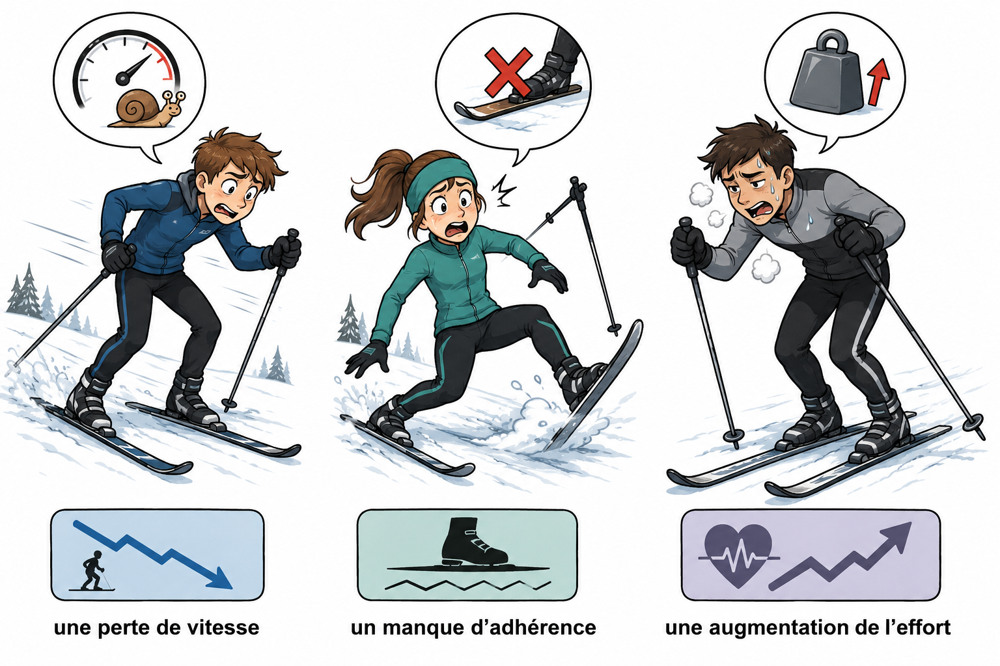 une perte de vitesse
un manque d’adhérence
une augmentation de l’effort